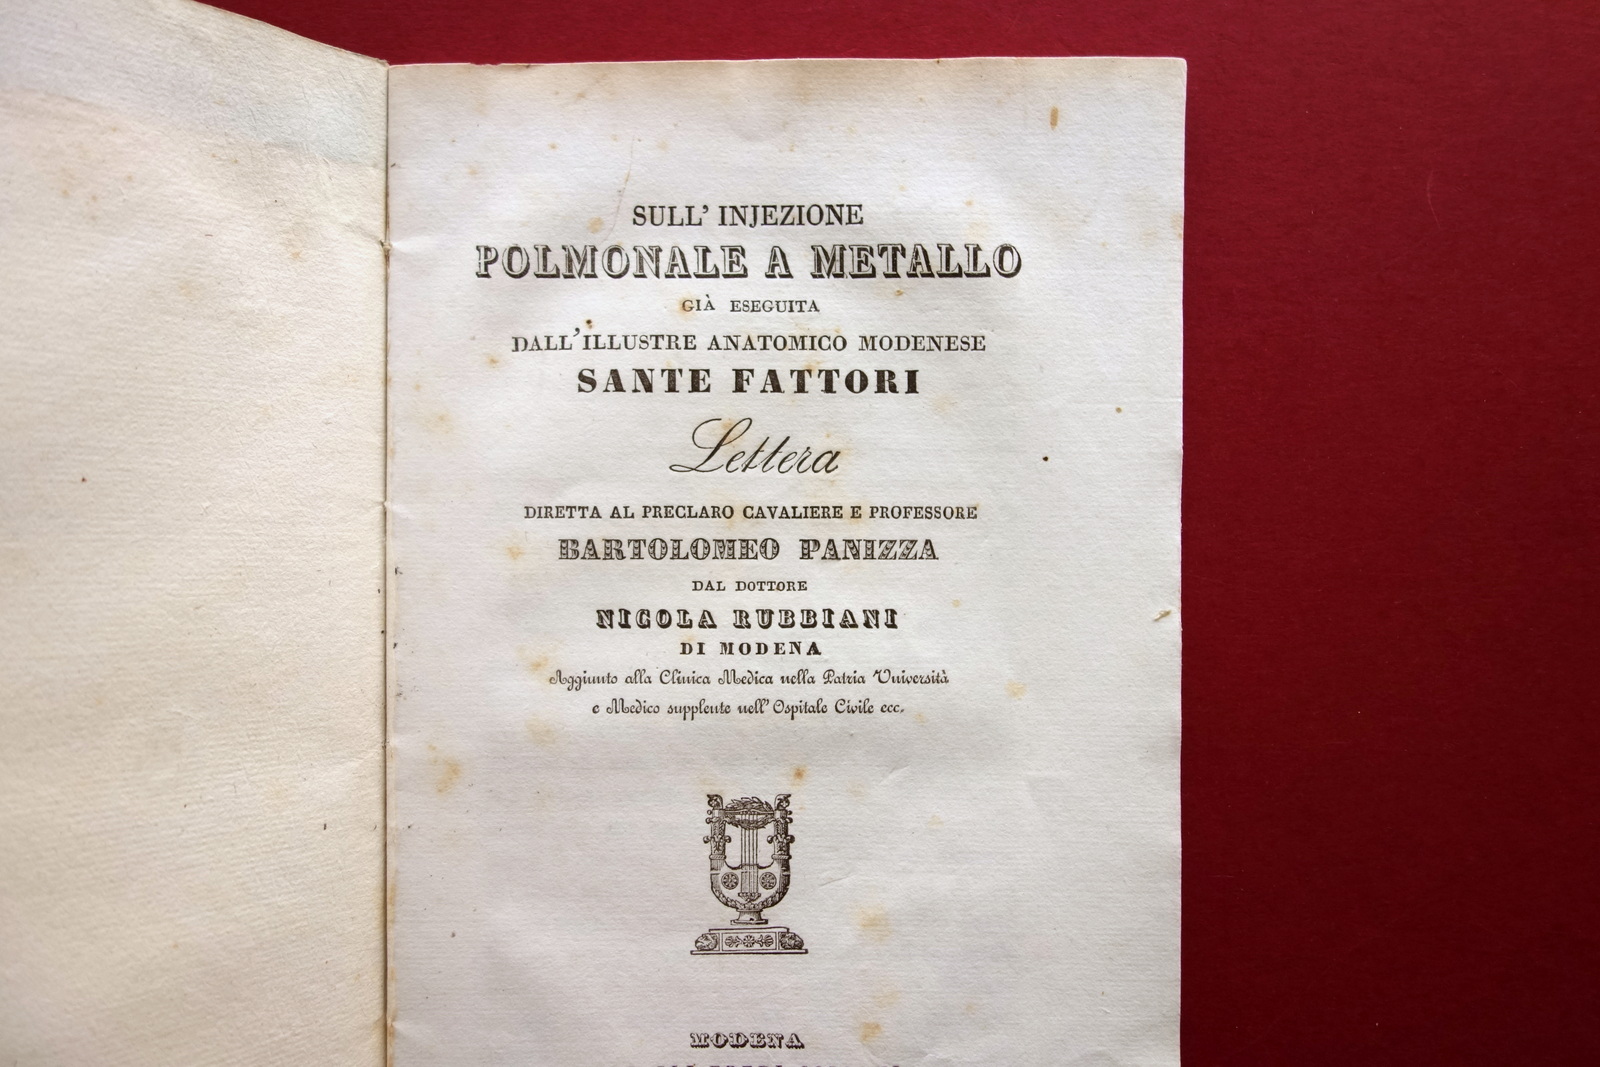 SULL' INJEZIONE
POLMONALE A METALLO
GIÀ ESEGUITA
DALL'ILLUSTRE ANATOMICO MODENESE
SANTE FATTORI
Lettera
DIRETTA AL PRECLARO CAVALIERE E PROFESSORE
BARTOLOMEO PANIZZA
DAL DOTTORE
NICOLA RUBBIANI
DI MODENA
Aggiunto alla Clinica Medica nella Patria Università
e Medico supplente nell' Ospitale Civile ecc.
MODENA